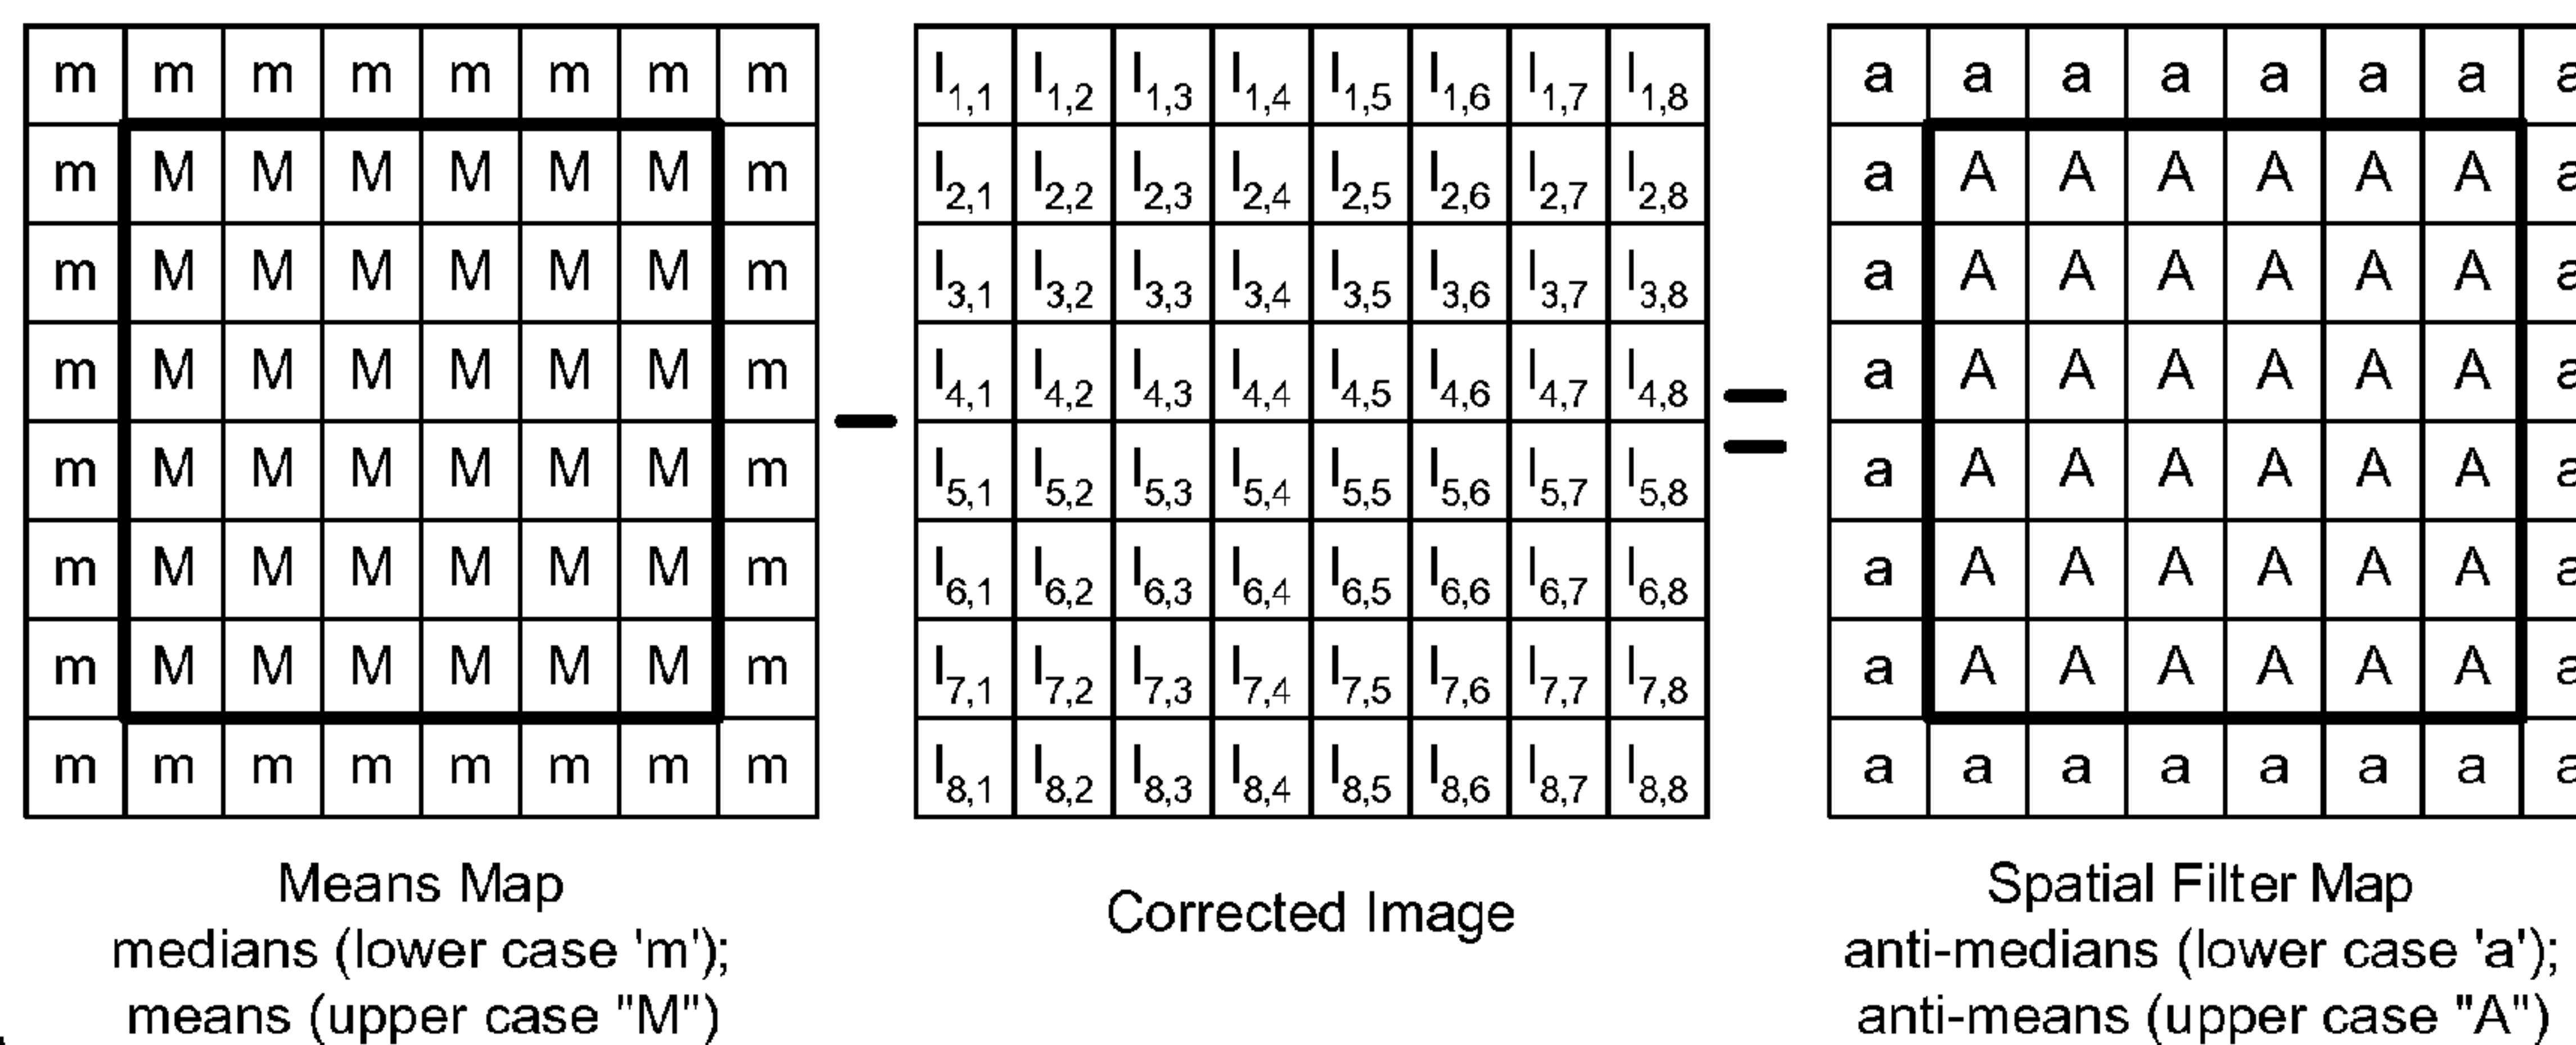 m m m m m m m m
m M M M M M M m
m M M M M M M m
m M M M M M M m
m M M M M M M m
m M M M M M M m
m M M M M M M m
m m m m m m m m
Means Map
medians (lower case 'm');
means (upper case "M")
−
I1,1 I1,2 I1,3 I1,4 I1,5 I1,6 I1,7 I1,8
I2,1 I2,2 I2,3 I2,4 I2,5 I2,6 I2,7 I2,8
I3,1 I3,2 I3,3 I3,4 I3,5 I3,6 I3,7 I3,8
I4,1 I4,2 I4,3 I4,4 I4,5 I4,6 I4,7 I4,8
I5,1 I5,2 I5,3 I5,4 I5,5 I5,6 I5,7 I5,8
I6,1 I6,2 I6,3 I6,4 I6,5 I6,6 I6,7 I6,8
I7,1 I7,2 I7,3 I7,4 I7,5 I7,6 I7,7 I7,8
I8,1 I8,2 I8,3 I8,4 I8,5 I8,6 I8,7 I8,8
Corrected Image
=
a a a a a a a a
a A A A A A A a
a A A A A A A a
a A A A A A A a
a A A A A A A a
a A A A A A A a
a A A A A A A a
a a a a a a a a
Spatial Filter Map
anti-medians (lower case 'a');
anti-means (upper case "A")